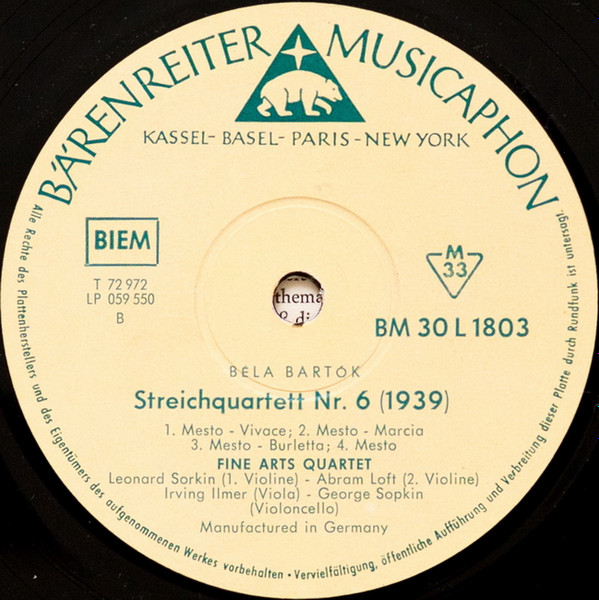 BÄRENREITER MUSICAPHON
KASSEL - BASEL - PARIS - NEW YORK
BIEM
T 72 972
LP 059 550
B
M
33
thema
& di
BM 30 L 1803
BELA BARTÓK
Streichquartett Nr. 6 (1939)
1. Mesto - Vivace; 2. Mesto - Marcia
3. Mesto - Burletta; 4. Mesto
FINE ARTS QUARTET
Leonard Sorkin (1. Violine) - Abram Loft (2. Violine)
Irving Ilmer (Viola) - George Sopkin
(Violoncello)
Manufactured in Germany
Alle Rechte des Plattenherstellers und des Eigentümers des aufgenommenen Werkes vorbehalten • Vervielfältigung, öffentliche Aufführung und Verbreitung dieser Platte durch Rundfunk ist untersagt.